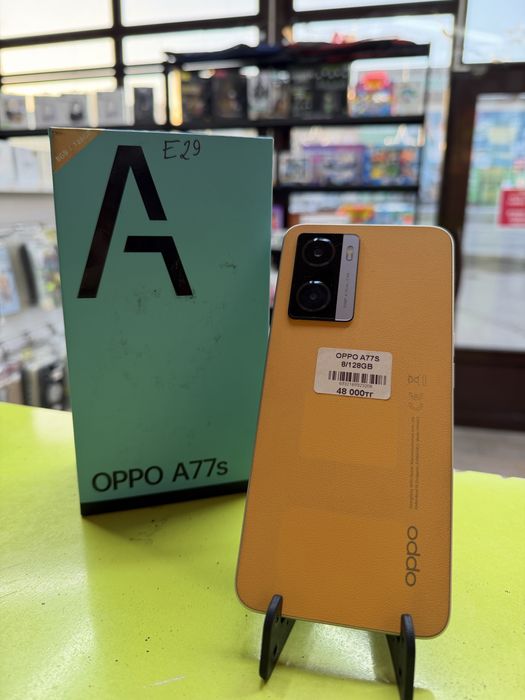 E29
A
OPPO A77s
OPPO A77S
8/128GB
48 000тг
oppo